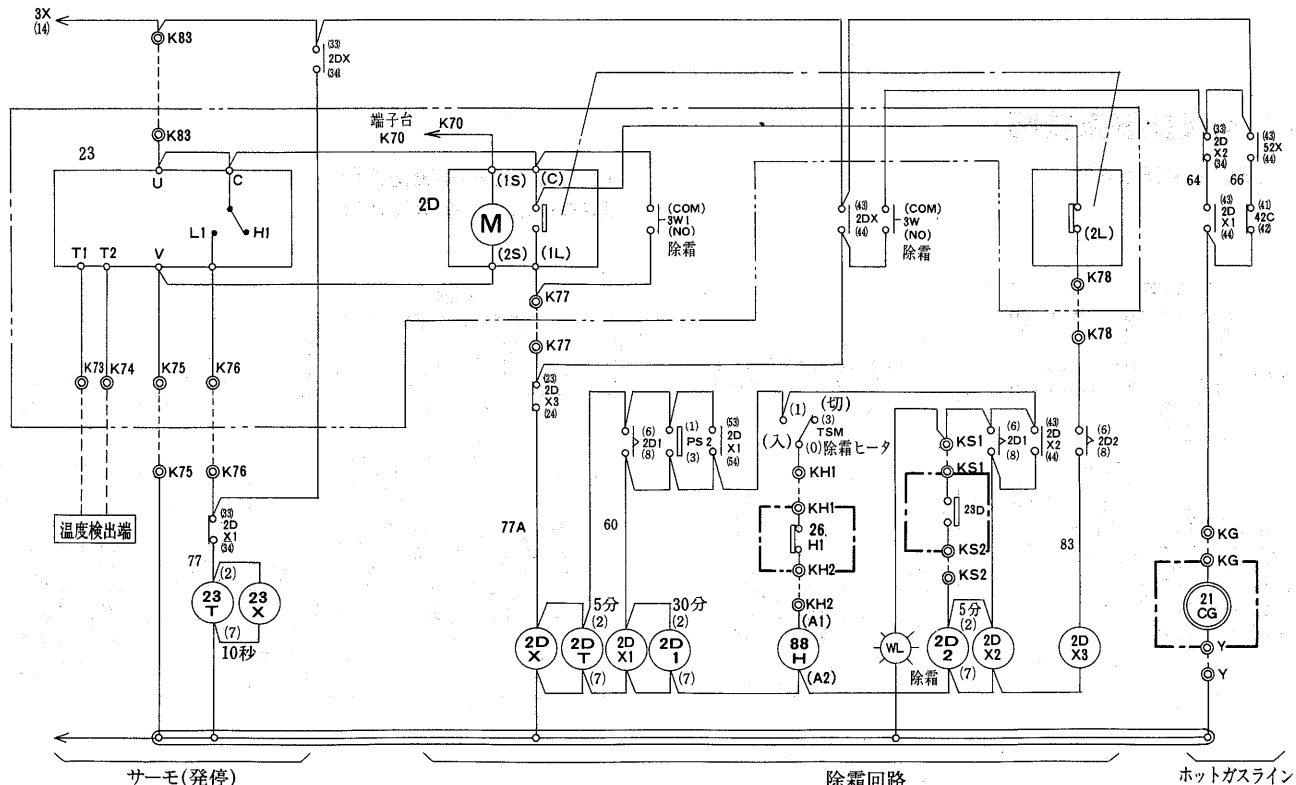 3X
(14)
K83
(33)
2DX
(34)
K83
23
端子台
K70
K70
U
C
L1
H1
T1
T2
V
2D
(1S)
(C)
M
(2S)
(1L)
(COM)
3W1
(NO)
除霜
(43)
2DX
(44)
(COM)
3W
(NO)
除霜
(2L)
(33)
2D
X2
(34)
(43)
52X
(44)
64
66
(43)
2D
X1
(44)
(41)
42C
(42)
K77
K78
K77
K78
K73
K74
K75
K76
(23)
2D
X3
(24)
(6)
2D1
(8)
(1)
PS2
(3)
(53)
2D
X1
(54)
(1)
(切)
(3)
TSM
(入)
(0)除霜ヒータ
KS1
KS1
(6)
2D1
(8)
(43)
2D
X2
(44)
(6)
2D2
(8)
K75
K76
KH1
KH1
26
H1
KH2
KH2
(A1)
23D
KS2
KS2
温度検出端
(33)
2D
X1
(34)
77
77A
60
83
KG
KG
(2)
23
T
23
X
(7)
10秒
2D
X
5分
(2)
2D
T
(7)
2D
X1
30分
(2)
2D
1
(7)
88
H
(A2)
WL
除霜
5分
(2)
2D
2
(7)
2D
X2
2D
X3
21
CG
Y
Y
サーモ(発停)
除霜回路
ホットガスライン